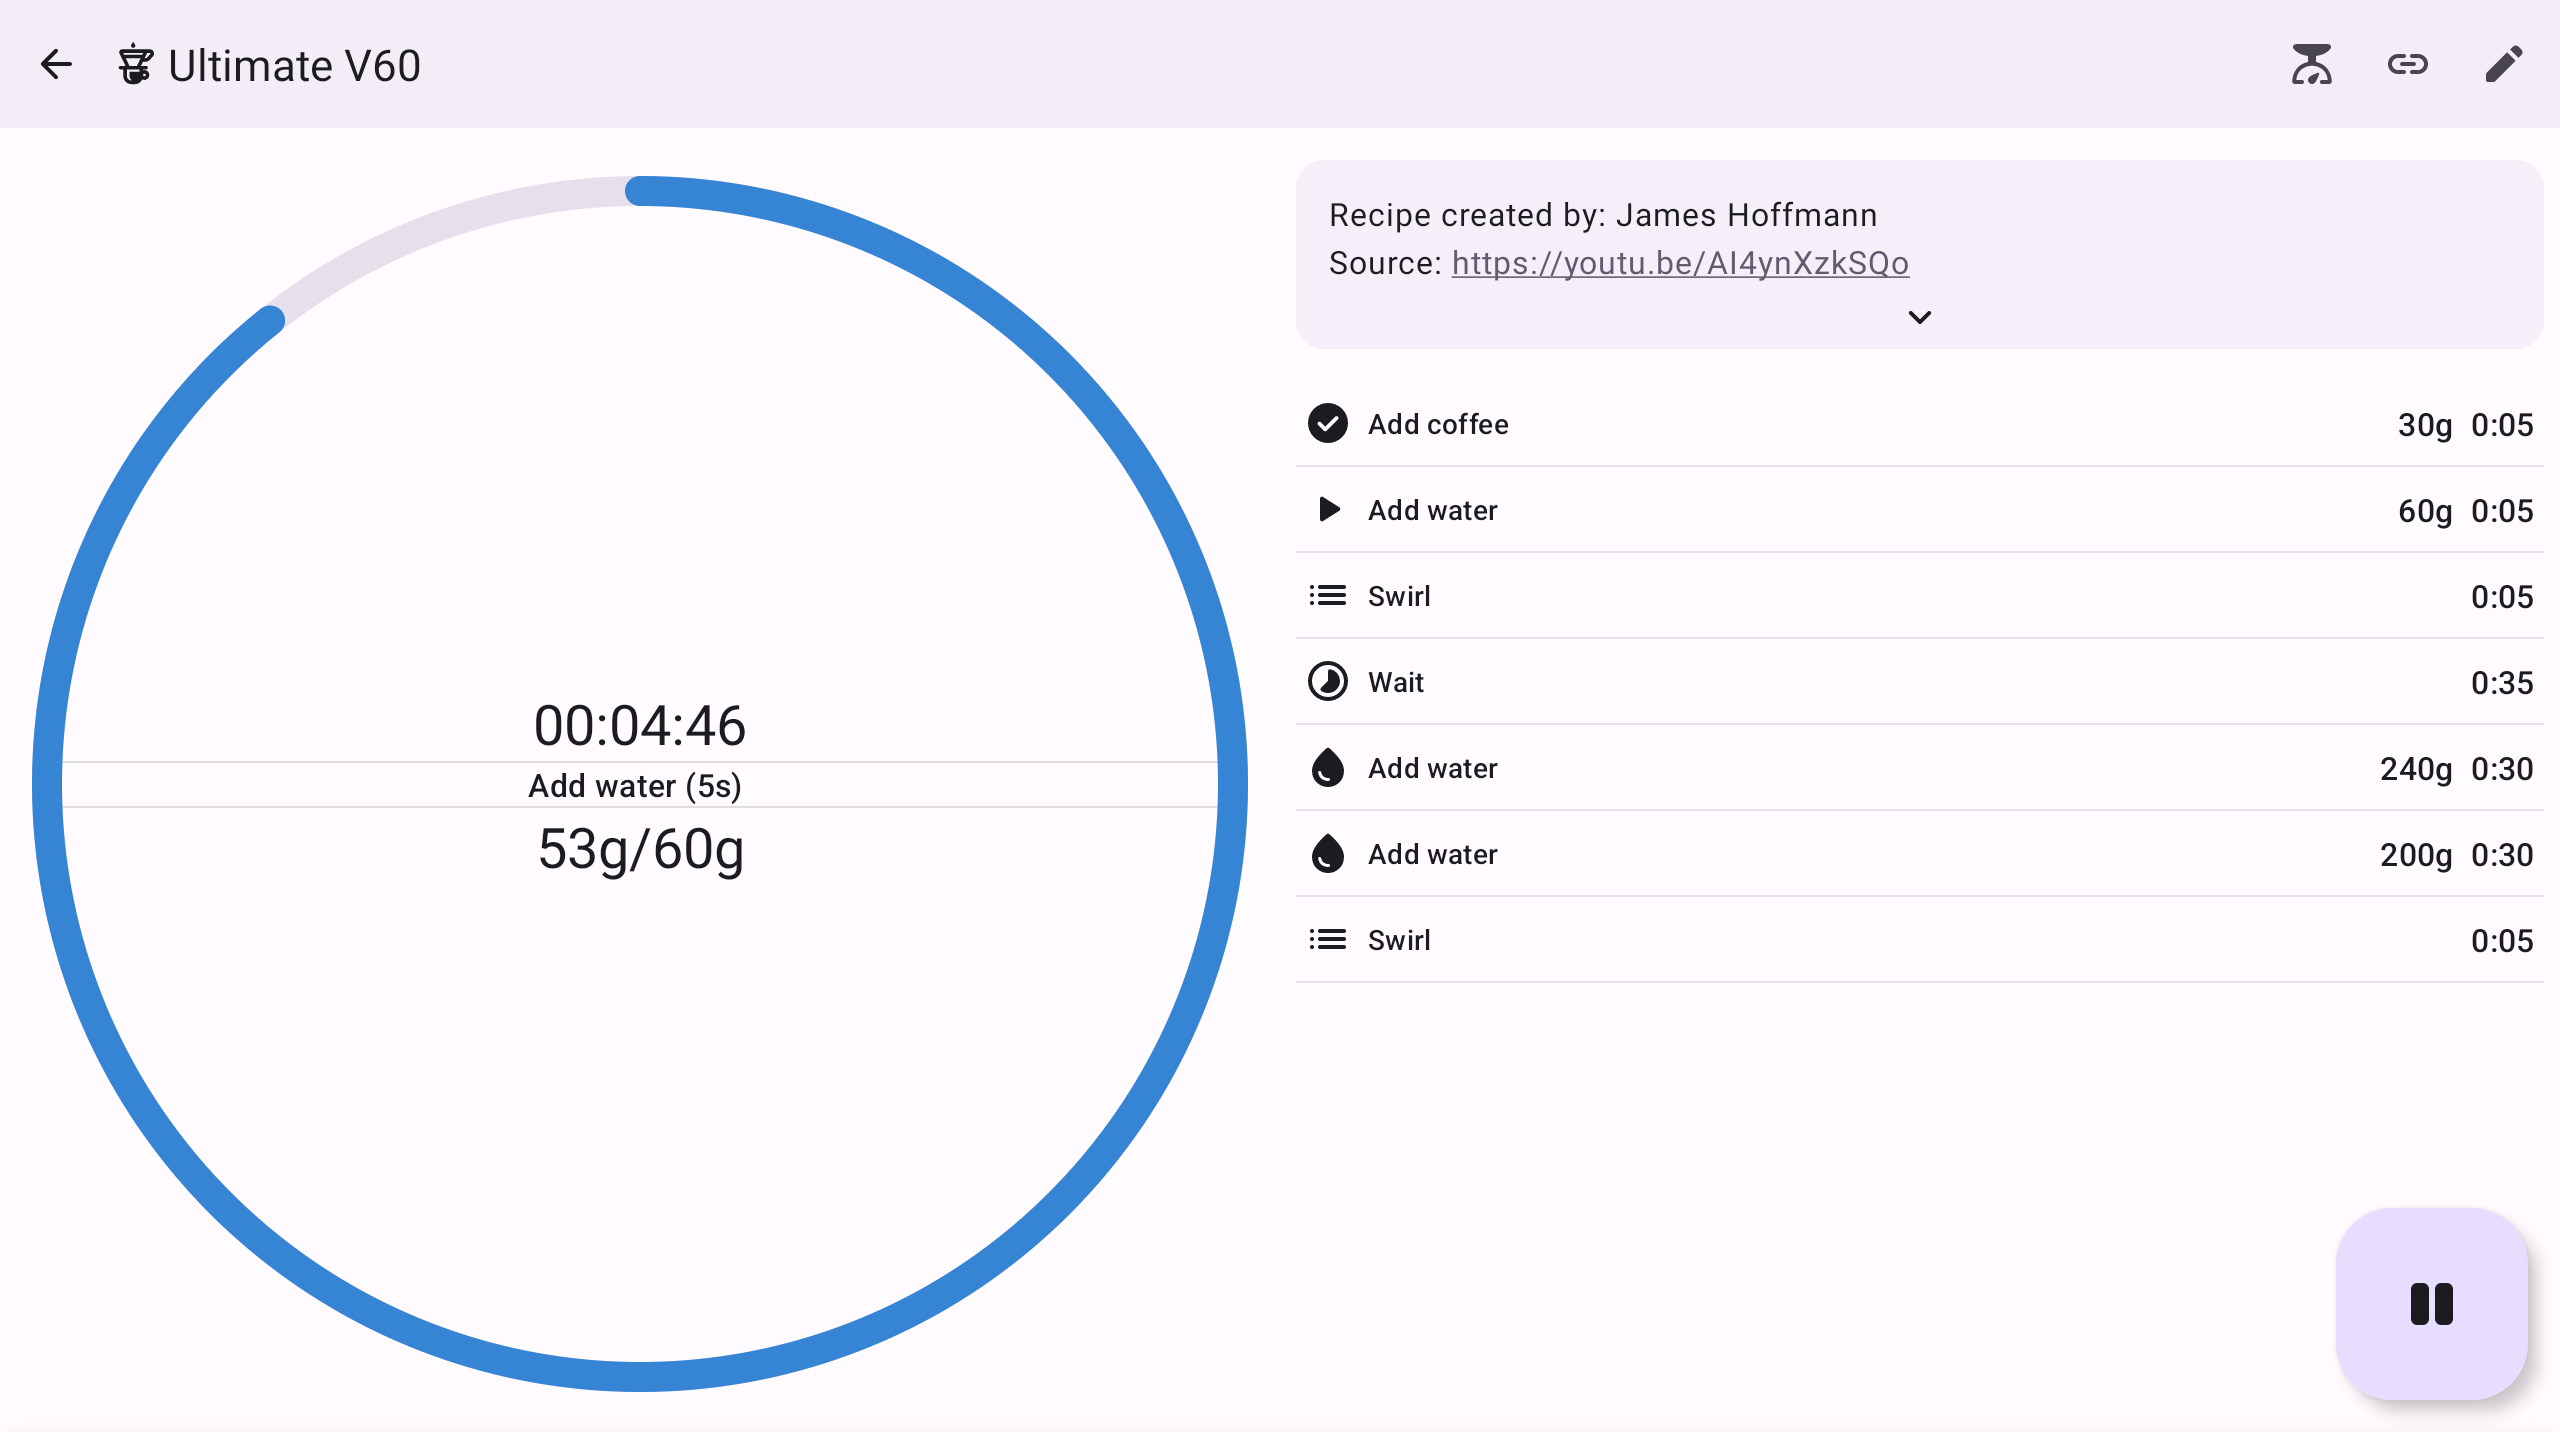 Ultimate V60
00:04:46
Add water (5s)
53g/60g
Recipe created by: James Hoffmann
Source: https://youtu.be/AI4ynXzkSQo
Add coffee 30g 0:05
Add water 60g 0:05
Swirl 0:05
Wait 0:35
Add water 240g 0:30
Add water 200g 0:30
Swirl 0:05